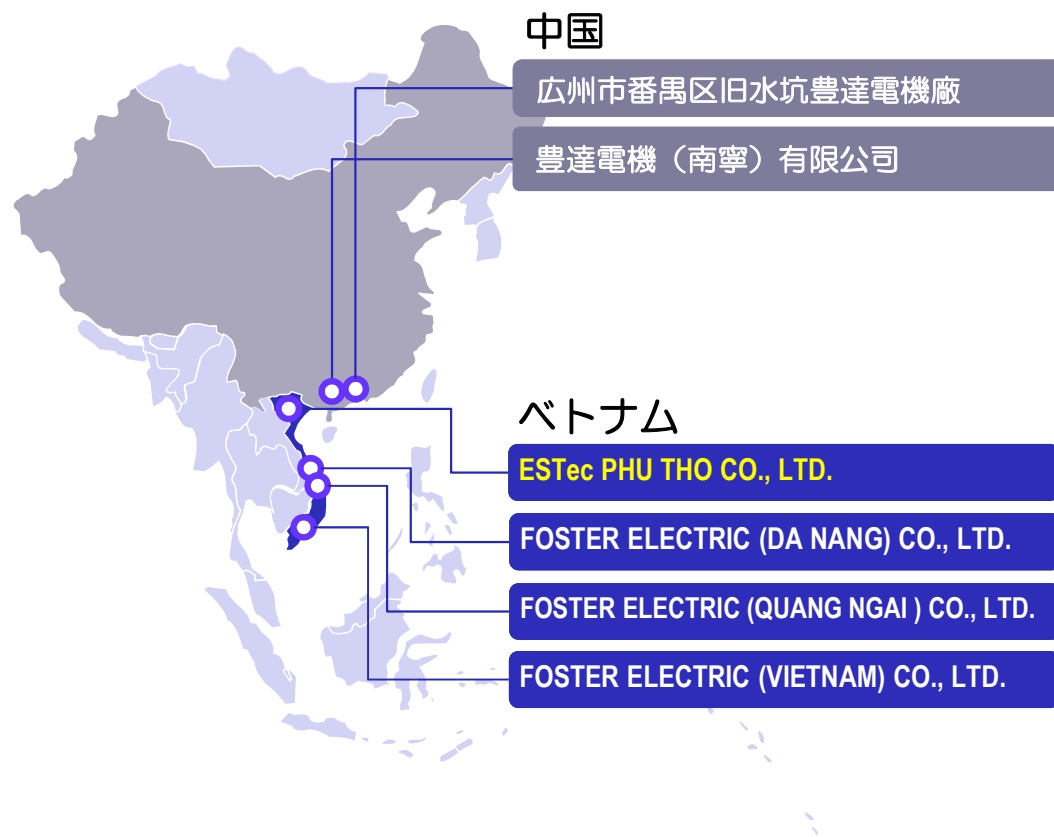 中国
広州市番禺区旧水坑豊達電機廠
豊達電機（南寧）有限公司
ベトナム
ESTec PHU THO CO., LTD.
FOSTER ELECTRIC (DA NANG) CO., LTD.
FOSTER ELECTRIC (QUANG NGAI ) CO., LTD.
FOSTER ELECTRIC (VIETNAM) CO., LTD.